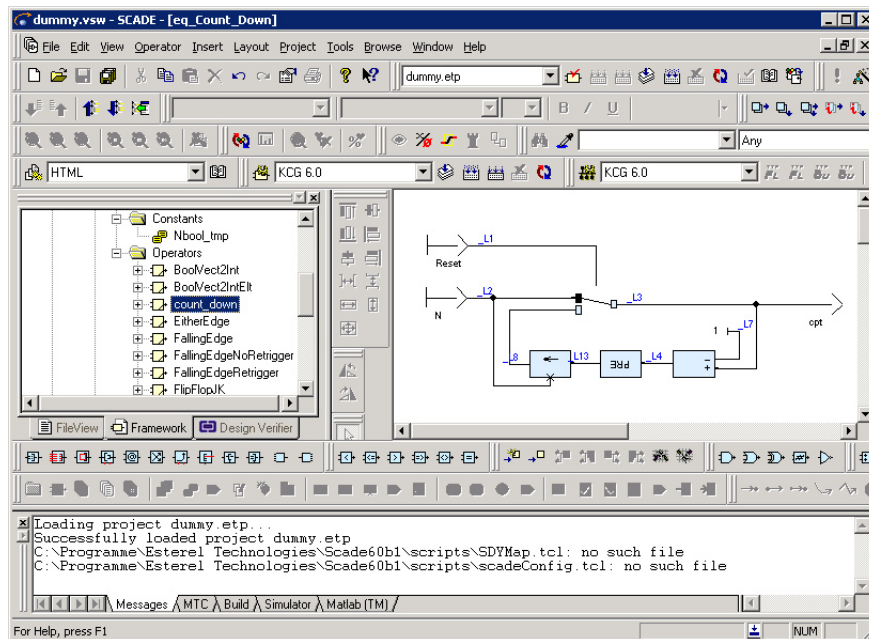 dummy.vsw - SCADE - [eq_Count_Down]
File Edit View Operator Insert Layout Project Tools Browse Window Help
dummy.etp
B / U
Any
HTML
KCG 6.0
KCG 6.0
Constants
Nbool_tmp
Operators
BoolVect2Int
BoolVect2IntElt
count_down
EitherEdge
FallingEdge
FallingEdgeNoRetrigger
FallingEdgeRetrigger
FlipFlopJK
FileView Framework Design Verifier
_L1
Reset
_L2
_L3
N
cpt
1
_L7
_L8
L13
PRE
_L4
Loading project dummy.etp...
Successfully loaded project dummy.etp
C:\Programme\Esterel Technologies\Scade60b1\scripts\SDYMap.tcl: no such file
C:\Programme\Esterel Technologies\Scade60b1\scripts\scadeConfig.tcl: no such file
Messages MTC Build Simulator Matlab (TM)
For Help, press F1
NUM